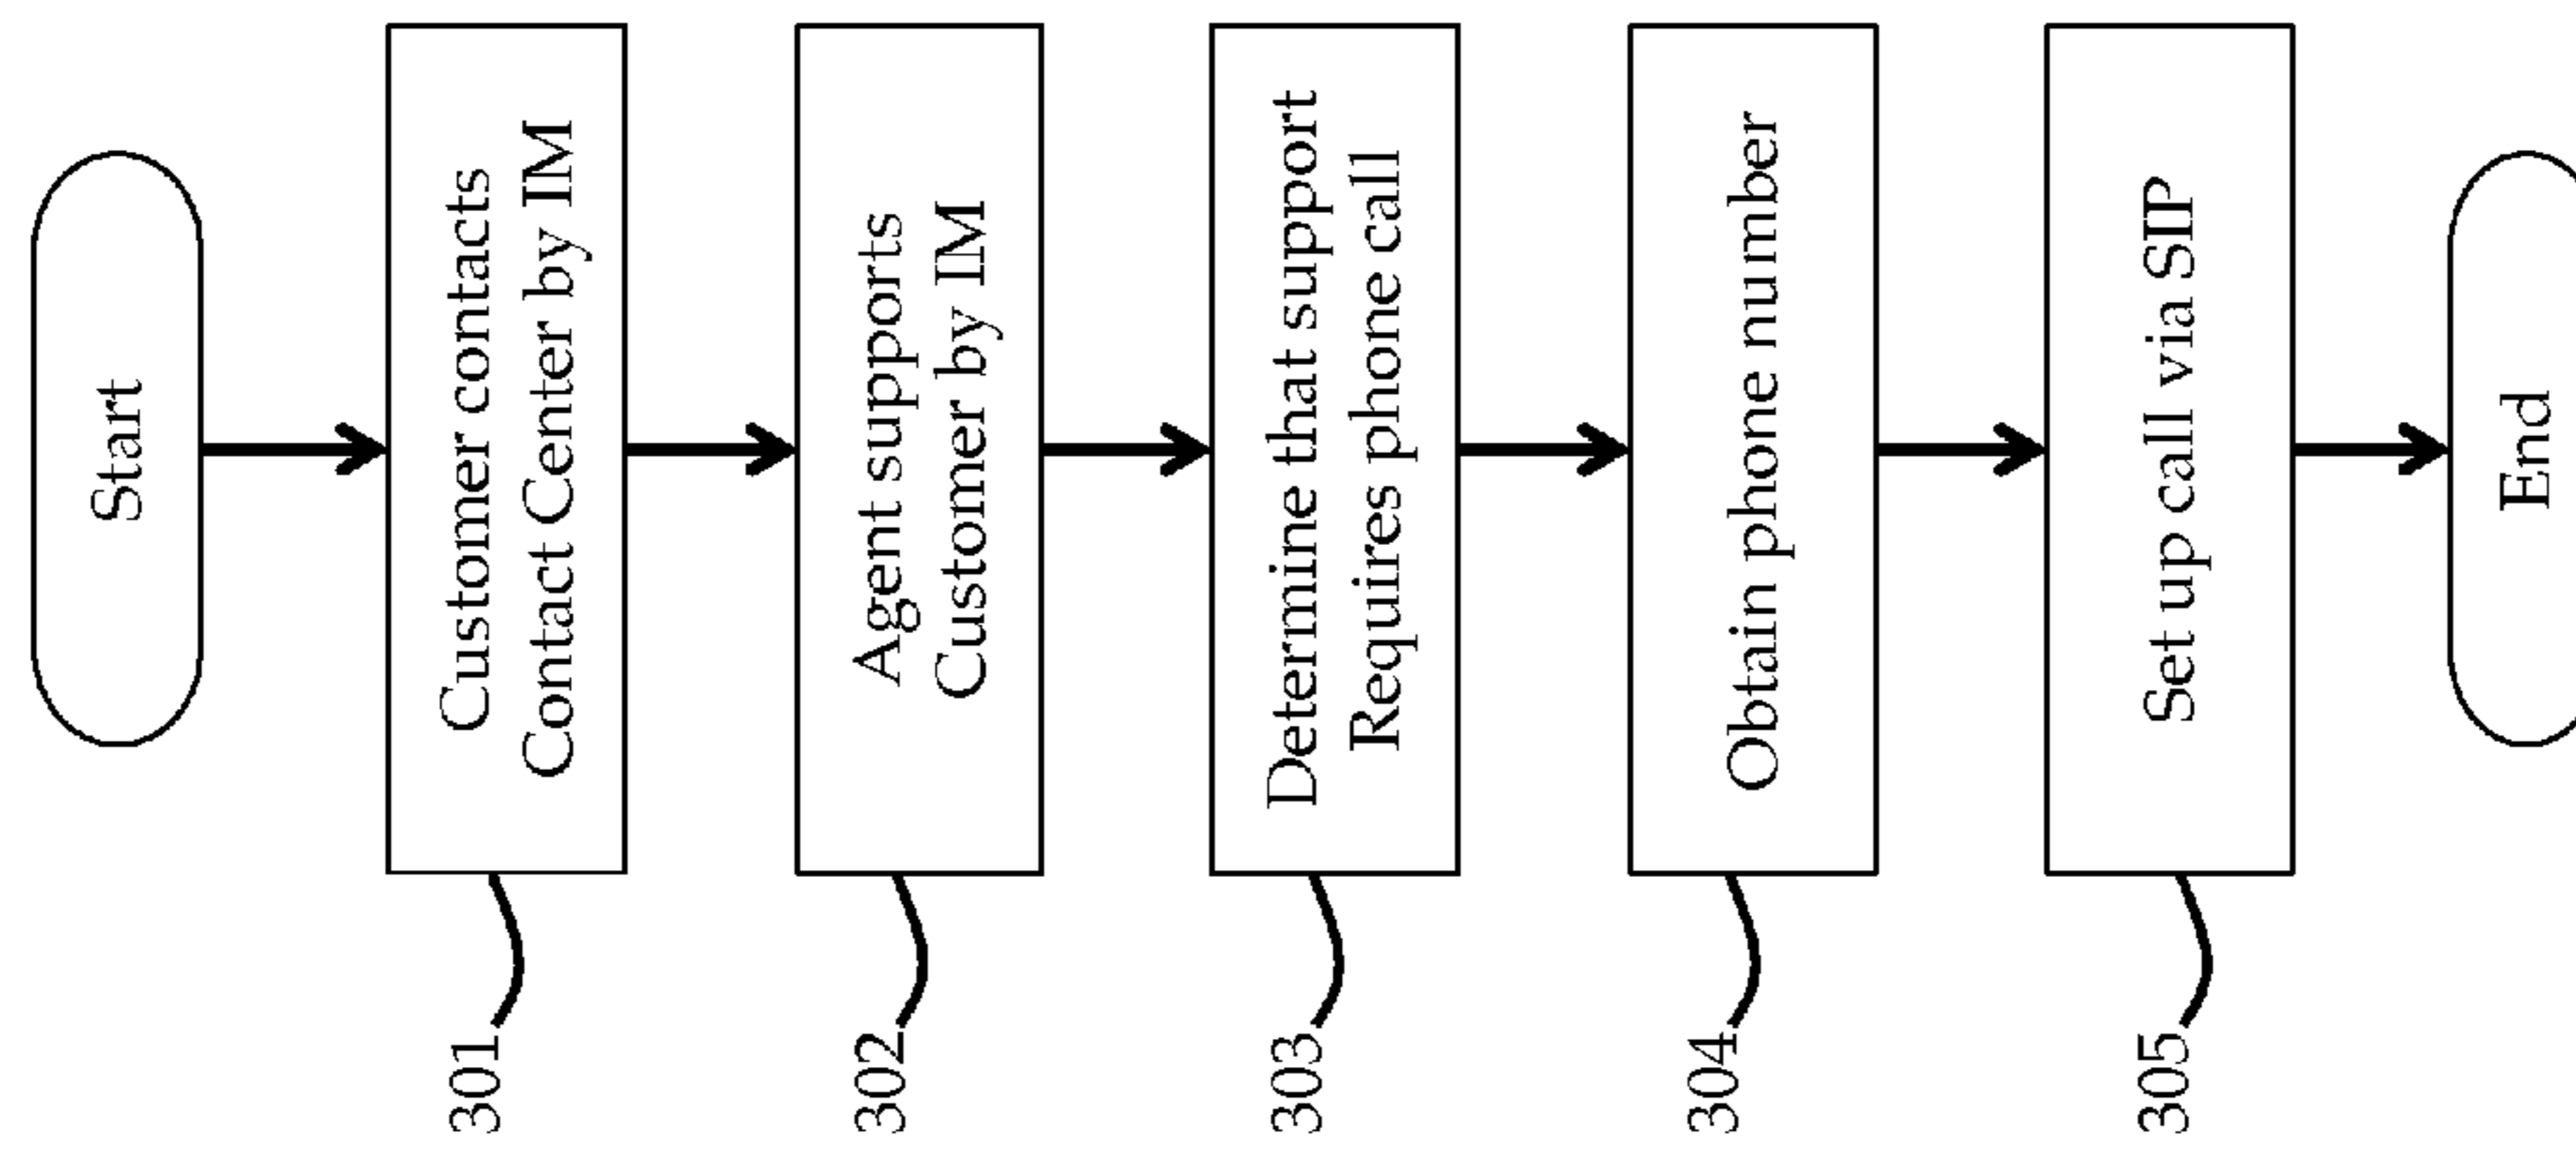 Start
301
Customer contacts
Contact Center by IM
302
Agent supports
Customer by IM
303
Determine that support
Requires phone call
304
Obtain phone number
305
Set up call via SIP
End